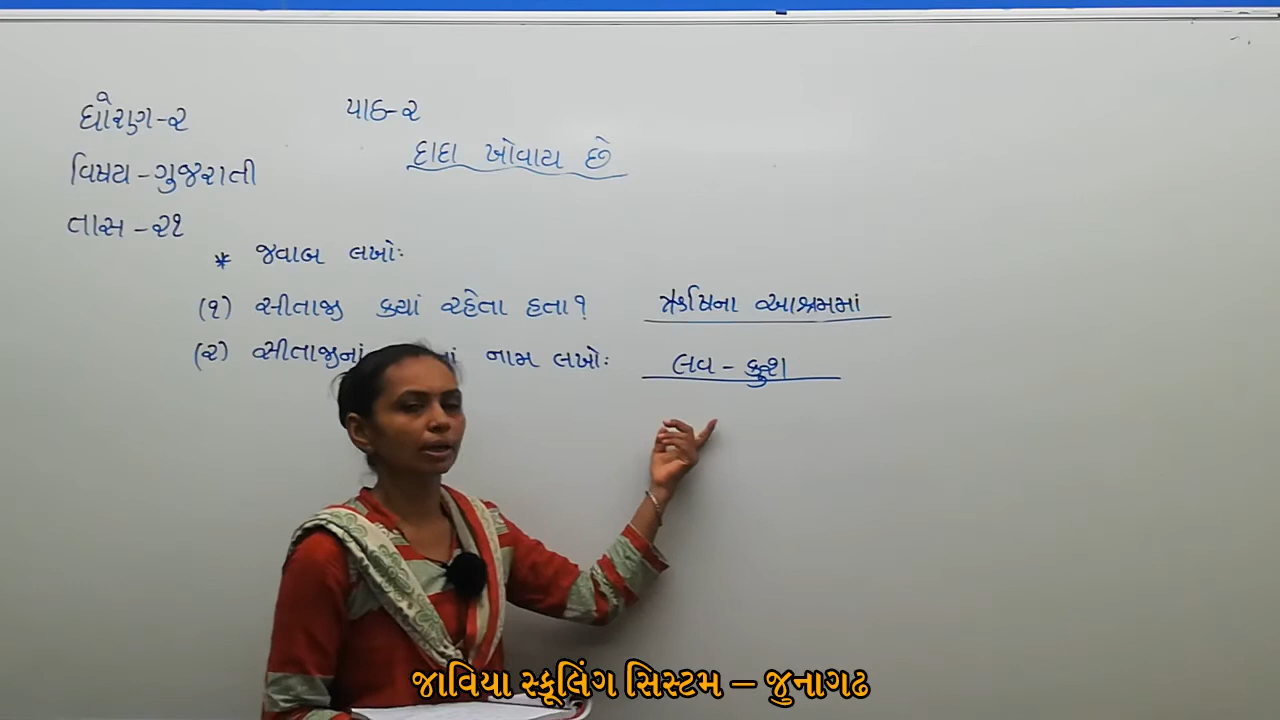 ધોરણ-૨
પાઠ-૨
દાદા ખોવાય છે
વિષય - ગુજરાતી
તાસ - ૨૧
* જવાબ લખો:
(૧) સીતાજી ક્યાં રહેતા હતા? ઋષિના આશ્રમમાં
(૨) સીતાજીનાં નામ લખો: લવ - કુશ
જાવિયા સ્કૂલિંગ સિસ્ટમ – જુનાગઢ